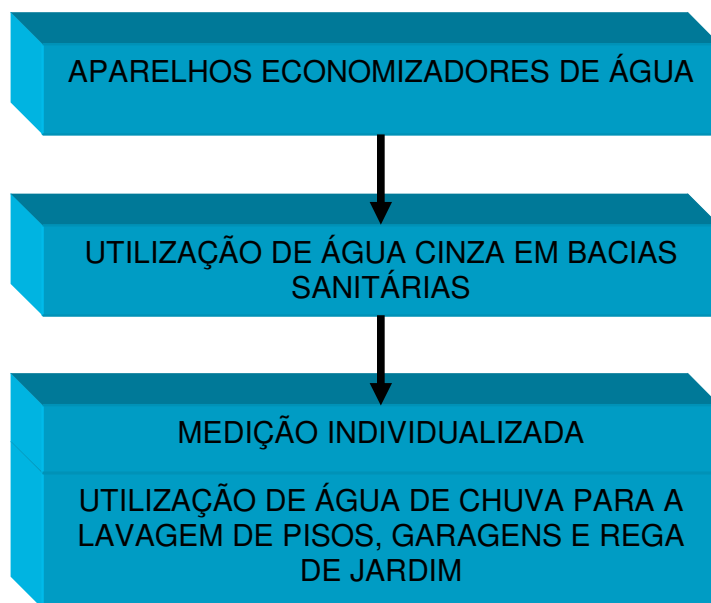 APARELHOS ECONOMIZADORES DE ÁGUA
UTILIZAÇÃO DE ÁGUA CINZA EM BACIAS
SANITÁRIAS
MEDIÇÃO INDIVIDUALIZADA
UTILIZAÇÃO DE ÁGUA DE CHUVA PARA A
LAVAGEM DE PISOS, GARAGENS E REGA
DE JARDIM